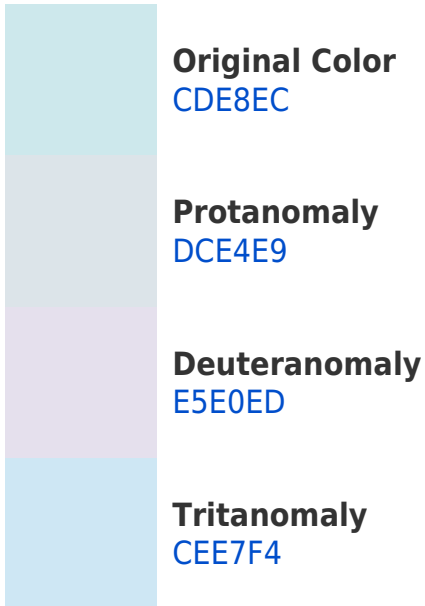 Original Color
CDE8EC
Protanomaly
DCE4E9
Deuteranomaly
E5E0ED
Tritanomaly
CEE7F4